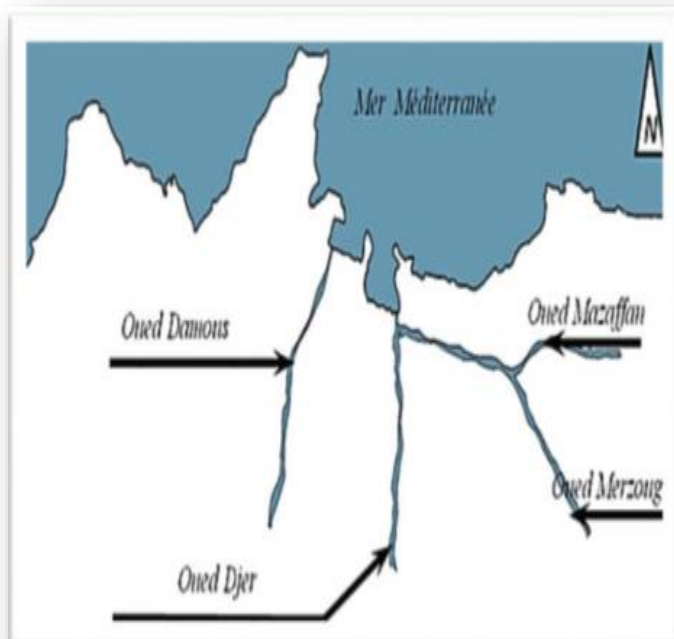 Mer Méditerranée
N
Oued Damous
Oued Mazaffan
Oued Merzoug
Oued Djer